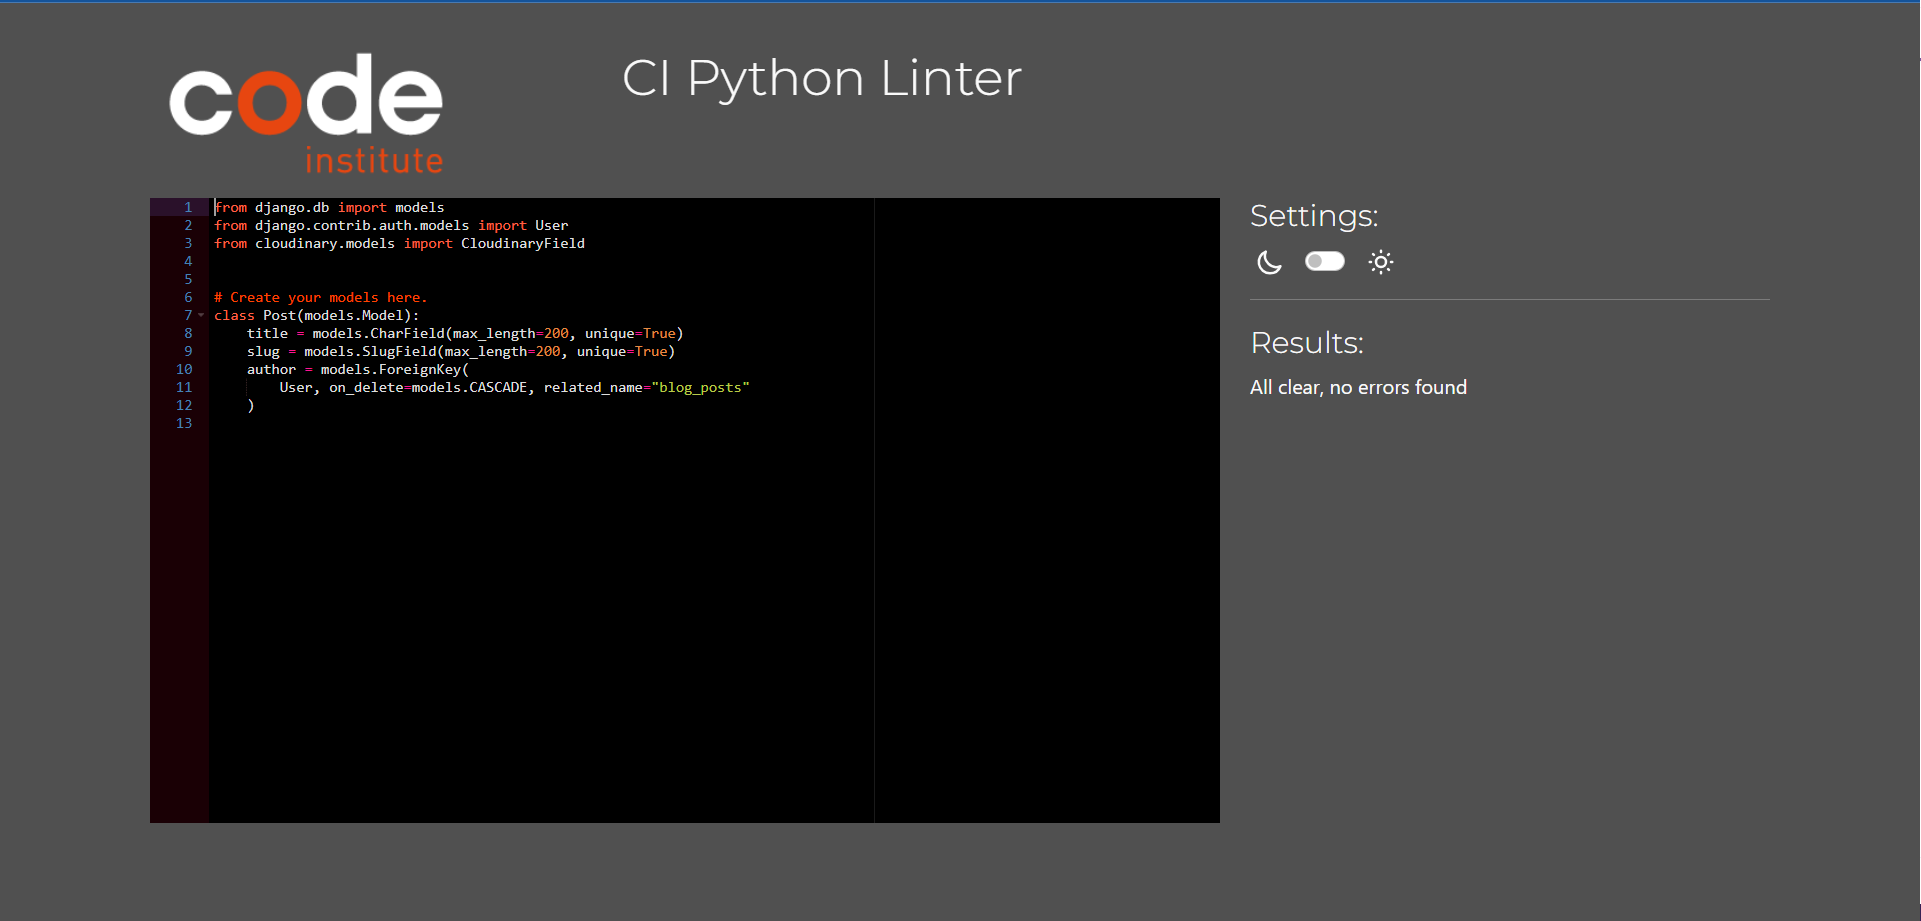 code
institute
CI Python Linter
1 from django.db import models
2 from django.contrib.auth.models import User
3 from cloudinary.models import CloudinaryField
4
5
6 # Create your models here.
7 class Post(models.Model):
8     title = models.CharField(max_length=200, unique=True)
9     slug = models.SlugField(max_length=200, unique=True)
10     author = models.ForeignKey(
11         User, on_delete=models.CASCADE, related_name="blog_posts"
12     )
13
Settings:
Results:
All clear, no errors found